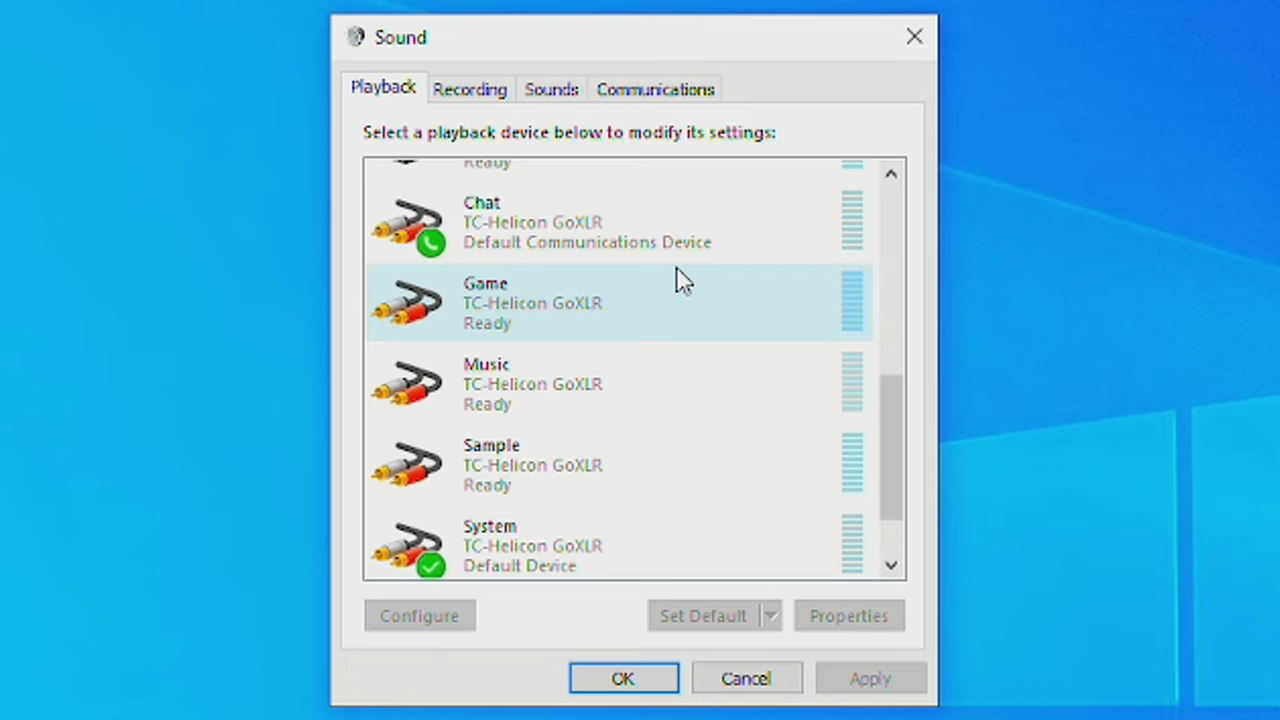 Sound
Playback
Recording
Sounds
Communications
Select a playback device below to modify its settings:
Ready
Chat
TC-Helicon GoXLR
Default Communications Device
Game
TC-Helicon GoXLR
Ready
Music
TC-Helicon GoXLR
Ready
Sample
TC-Helicon GoXLR
Ready
System
TC-Helicon GoXLR
Default Device
Configure
Set Default
Properties
OK
Cancel
Apply